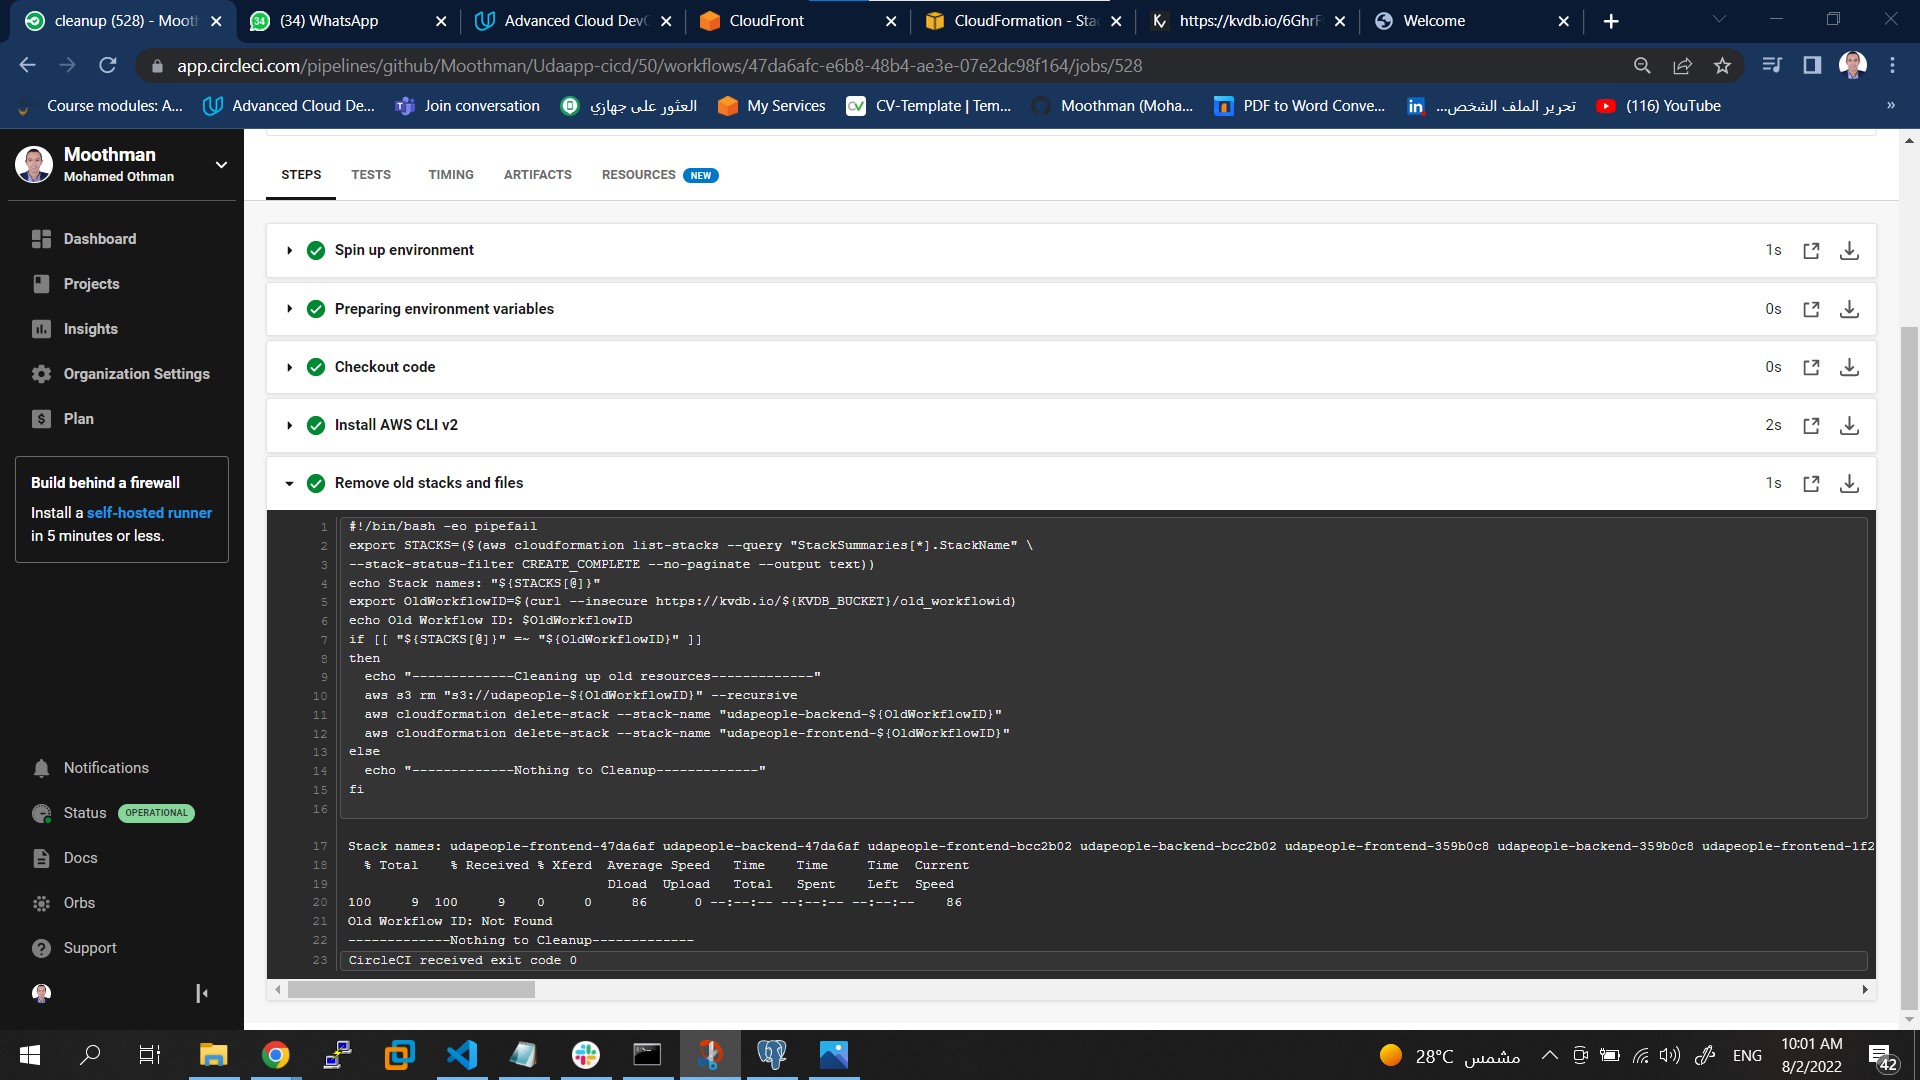 cleanup (528) - Mooth
(34) WhatsApp
Advanced Cloud DevO
CloudFront
CloudFormation - Sta
https://kvdb.io/6GhrF
Welcome
app.circleci.com/pipelines/github/Moothman/Udaapp-cicd/50/workflows/47da6afc-e6b8-48b4-ae3e-07e2dc98f164/jobs/528
Course modules: A...
Advanced Cloud De...
Join conversation
العثور على جهازي
My Services
CV-Template | Tem...
Moothman (Moha...
PDF to Word Conve...
تحرير الملف الشخص...
(116) YouTube
»
Moothman
Mohamed Othman
STEPS
TESTS
TIMING
ARTIFACTS
RESOURCES NEW
Dashboard
Projects
Insights
Organization Settings
Plan
Build behind a firewall
Install a self-hosted runner
in 5 minutes or less.
Notifications
Status OPERATIONAL
Docs
Orbs
Support
Spin up environment 1s
Preparing environment variables 0s
Checkout code 0s
Install AWS CLI v2 2s
Remove old stacks and files 1s
1 #!/bin/bash -eo pipefail
2 export STACKS=($(aws cloudformation list-stacks --query "StackSummaries[*].StackName" \
3 --stack-status-filter CREATE_COMPLETE --no-paginate --output text))
4 echo Stack names: "${STACKS[@]}"
5 export OldWorkflowID=$(curl --insecure https://kvdb.io/${KVDB_BUCKET}/old_workflowid)
6 echo Old Workflow ID: $OldWorkflowID
7 if [[ "${STACKS[@]}" =~ "${OldWorkflowID}" ]]
8 then
9 echo "-------------Cleaning up old resources-------------"
10 aws s3 rm "s3://udapeople-${OldWorkflowID}" --recursive
11 aws cloudformation delete-stack --stack-name "udapeople-backend-${OldWorkflowID}"
12 aws cloudformation delete-stack --stack-name "udapeople-frontend-${OldWorkflowID}"
13 else
14 echo "-------------Nothing to Cleanup-------------"
15 fi
16
17 Stack names: udapeople-frontend-47da6af udapeople-backend-47da6af udapeople-frontend-bcc2b02 udapeople-backend-bcc2b02 udapeople-frontend-359b0c8 udapeople-backend-359b0c8 udapeople-frontend-1f2
18 % Total % Received % Xferd Average Speed Time Time Time Current
19 Dload Upload Total Spent Left Speed
20 100 9 100 9 0 0 86 0 --:--:-- --:--:-- --:--:-- 86
21 Old Workflow ID: Not Found
22 -------------Nothing to Cleanup-------------
23 CircleCI received exit code 0
28°C مشمس
ENG
10:01 AM
8/2/2022
42